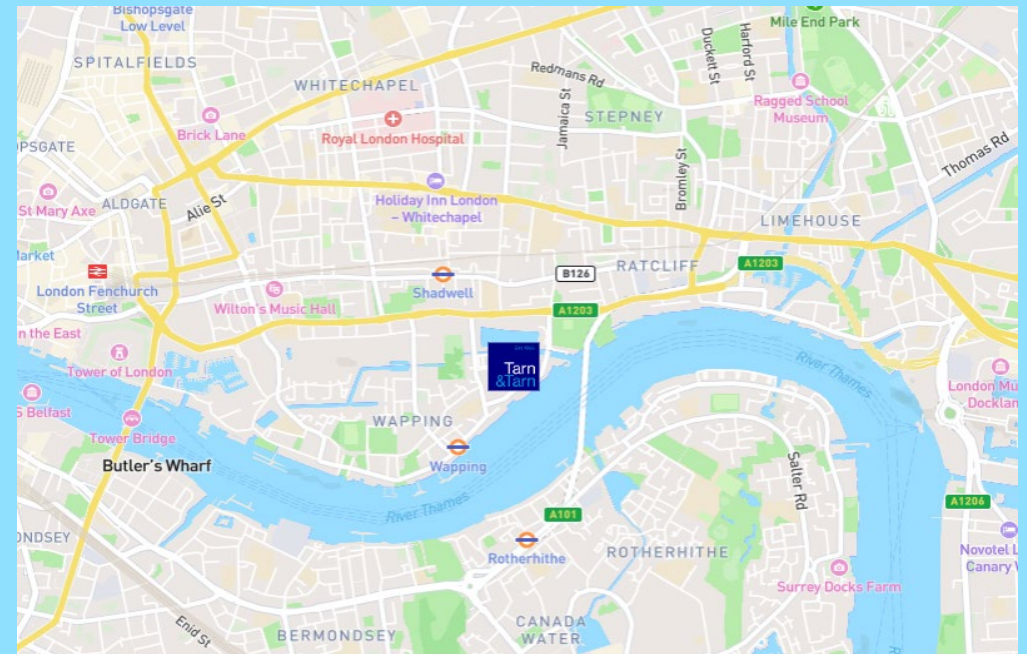 Bishopsgate
Low Level
Mile End Park
SPITALFIELDS
Duckett St
Harford St
WHITECHAPEL
Redmans Rd
Jamaica St
Ragged School
Museum
Brick Lane
Royal London Hospital
STEPNEY
OPSGATE
Thomas Rd
Bromley St
St Mary Axe
ALDGATE
Alie St
Holiday Inn London
– Whitechapel
LIMEHOUSE
Market
RATCLIFF
A1203
B126
London Fenchurch
Street
Shadwell
Wilton's Music Hall
A1203
n the East
Tarn
&Tarn
River Thames
Tower of London
London Mu
Docklan
S Belfast
WAPPING
Tower Bridge
Wapping
Butler's Wharf
Salter Rd
River Thames
A101
A1206
ONDSEY
Rotherhithe
ROTHERHITHE
Novotel L
Canary W
Surrey Docks Farm
Enid St
BERMONDSEY
CANADA
WATER